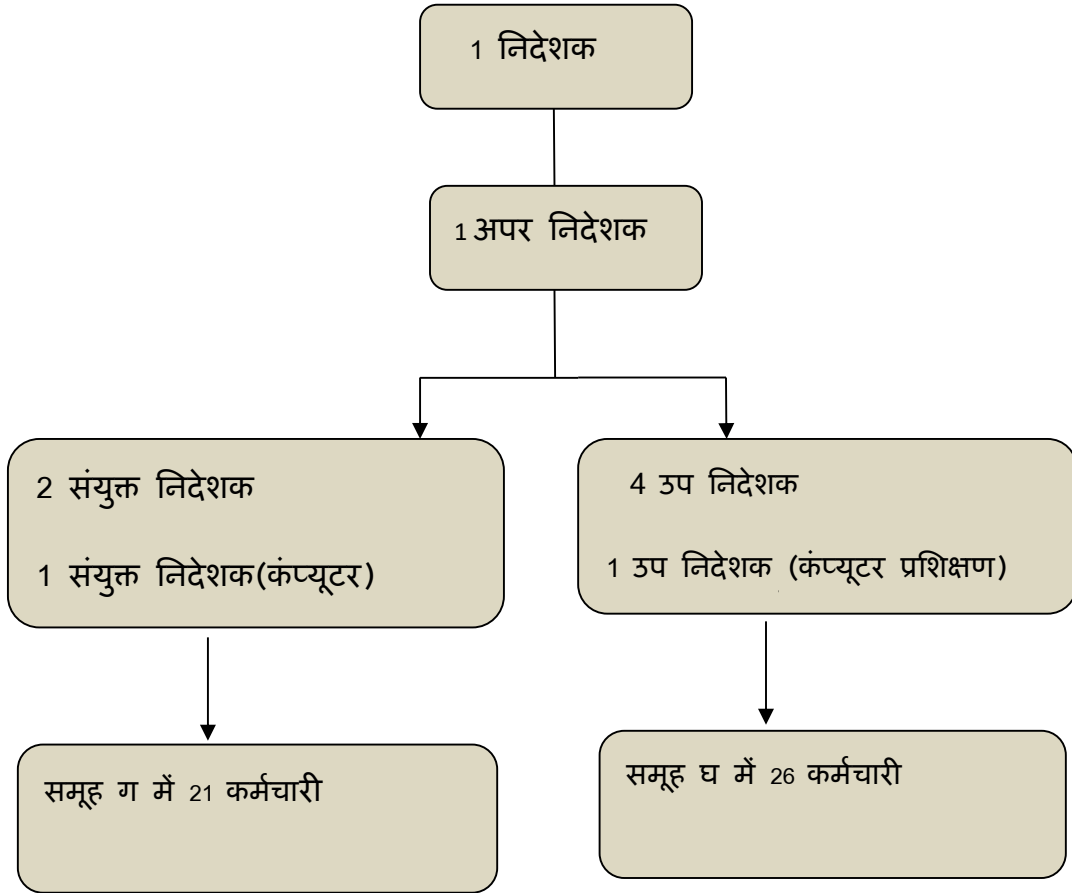 1 निदेशक
1 अपर निदेशक
2 संयुक्त निदेशक
1 संयुक्त निदेशक(कंप्यूटर)
4 उप निदेशक
1 उप निदेशक (कंप्यूटर प्रशिक्षण)
समूह ग में 21 कर्मचारी
समूह घ में 26 कर्मचारी